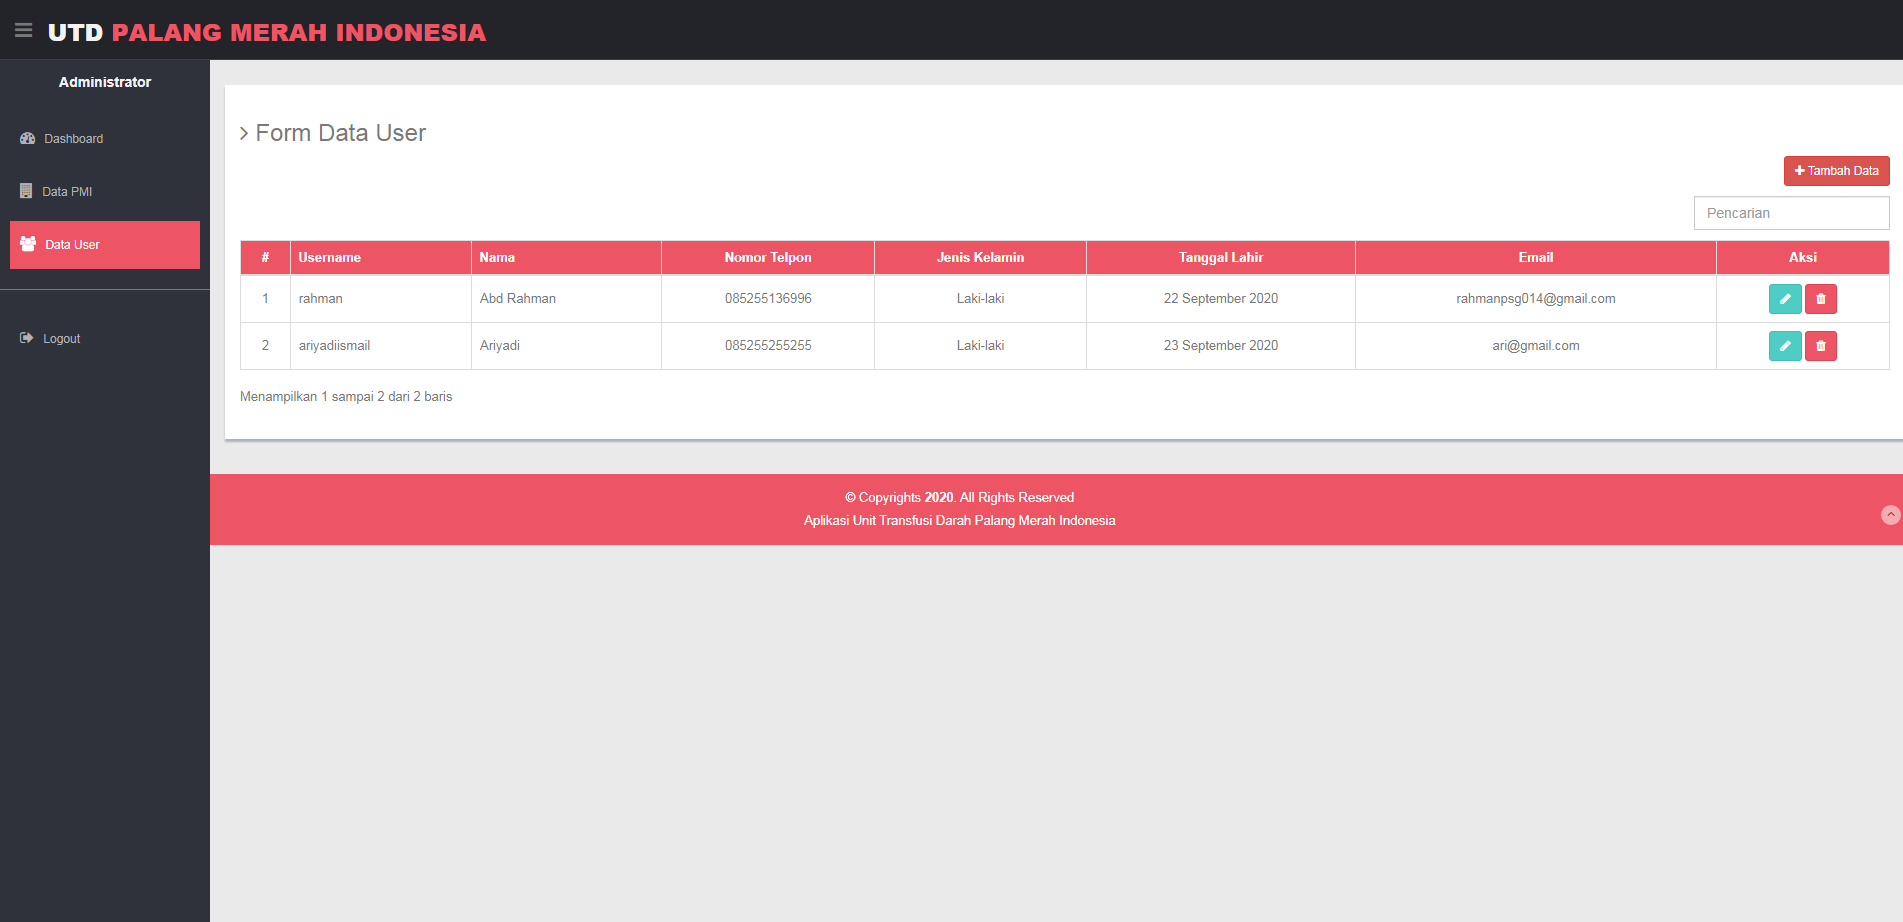 UTD PALANG MERAH INDONESIA
Administrator
Dashboard
Data PMI
Data User
Logout
Form Data User
Tambah Data
Pencarian
# Username Nama Nomor Telpon Jenis Kelamin Tanggal Lahir Email Aksi
1 rahman Abd Rahman 085255136996 Laki-laki 22 September 2020 rahmanpsg014@gmail.com
2 ariyadiismail Ariyadi 085255255255 Laki-laki 23 September 2020 ari@gmail.com
Menampilkan 1 sampai 2 dari 2 baris
© Copyrights 2020. All Rights Reserved
Aplikasi Unit Transfusi Darah Palang Merah Indonesia